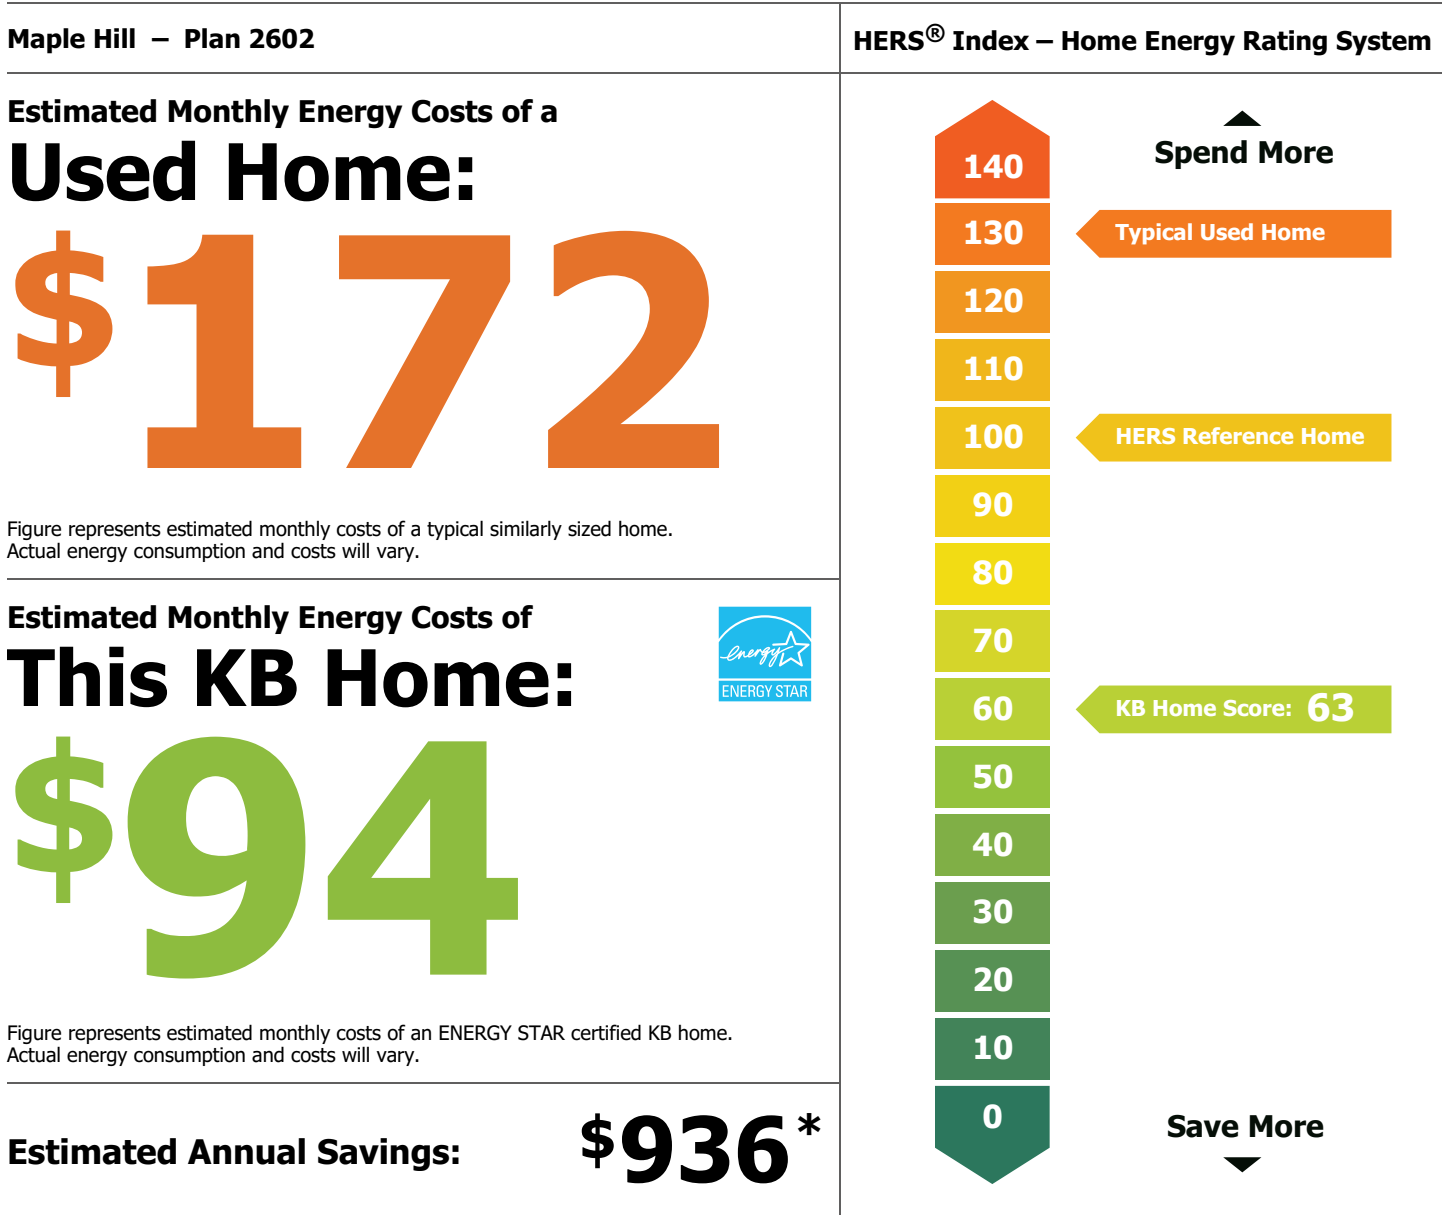 Maple Hill – Plan 2602
Estimated Monthly Energy Costs of a
Used Home:
$172
Figure represents estimated monthly costs of a typical similarly sized home.
Actual energy consumption and costs will vary.
Estimated Monthly Energy Costs of
This KB Home:
energy
ENERGY STAR
$94
Figure represents estimated monthly costs of an ENERGY STAR certified KB home.
Actual energy consumption and costs will vary.
Estimated Annual Savings: $936*
HERS® Index – Home Energy Rating System
Spend More
140
130 Typical Used Home
120
110
100 HERS Reference Home
90
80
70
60 KB Home Score: 63
50
40
30
20
10
0
Save More